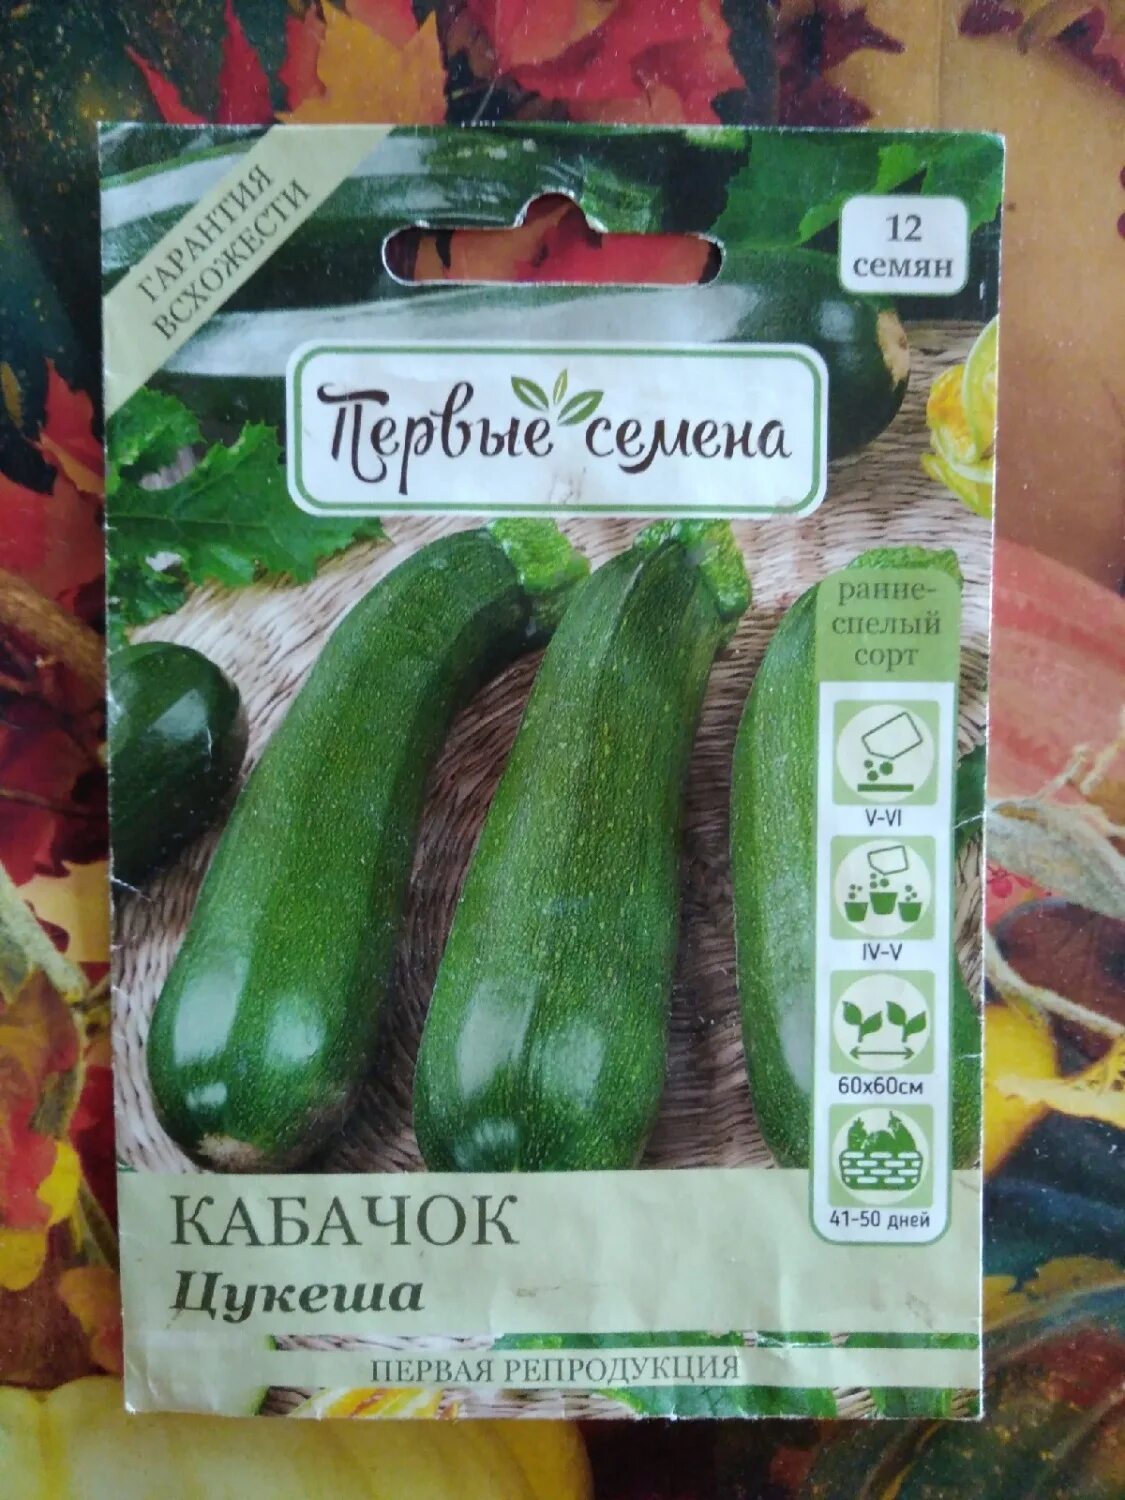 ГАРАНТИЯ
ВСХОЖЕСТИ
12
семян
Первые семена
ранне-
спелый
сорт
V-VI
IV-V
60х60см
41-50 дней
КАБАЧОК
Цукеша
ПЕРВАЯ РЕПРОДУКЦИЯ